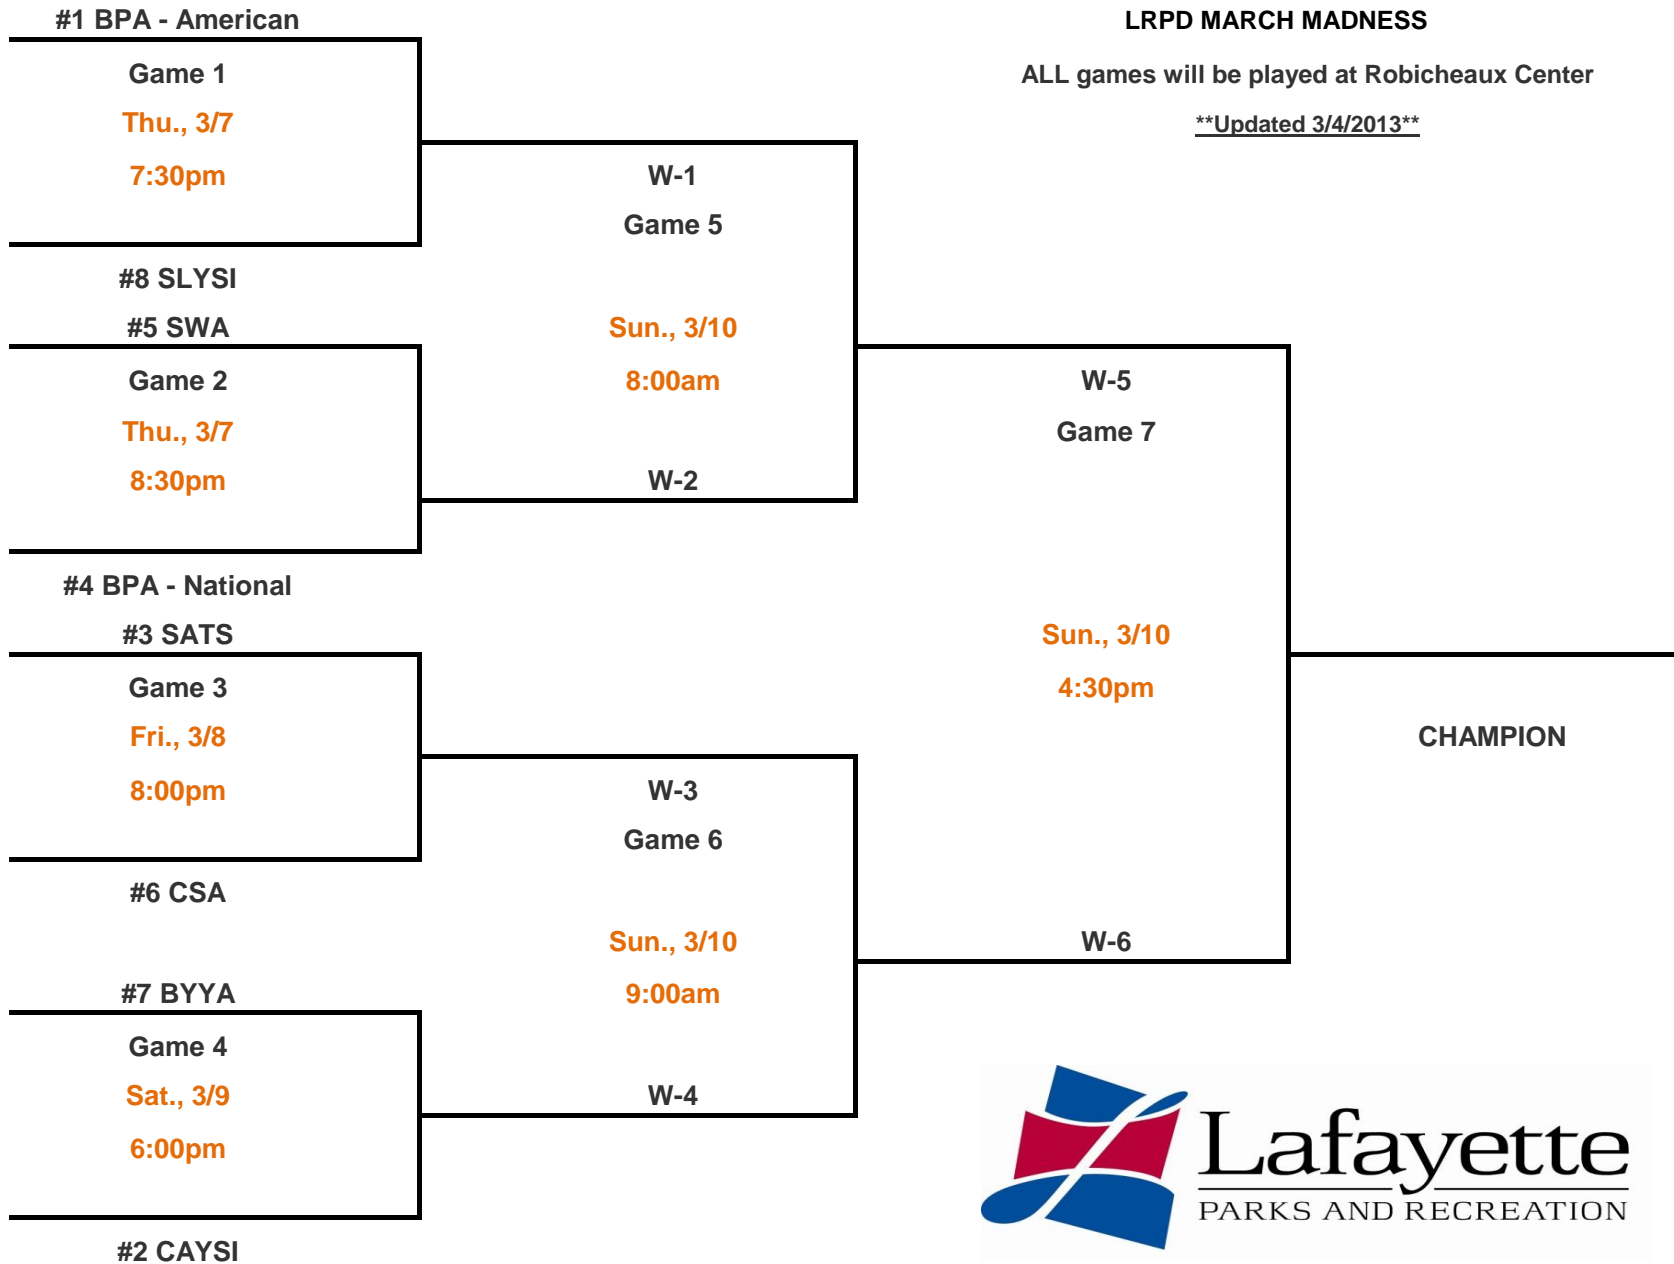 #1 BPA - American
Game 1
Thu., 3/7
7:30pm
#8 SLYSI
#5 SWA
Game 2
Thu., 3/7
8:30pm
#4 BPA - National
#3 SATS
Game 3
Fri., 3/8
8:00pm
#6 CSA
#7 BYYA
Game 4
Sat., 3/9
6:00pm
#2 CAYSI
W-1
Game 5
Sun., 3/10
8:00am
W-2
W-3
Game 6
Sun., 3/10
9:00am
W-4
W-5
Game 7
Sun., 3/10
4:30pm
W-6
CHAMPION
LRPD MARCH MADNESS
ALL games will be played at Robicheaux Center
**Updated 3/4/2013**
Lafayette
PARKS AND RECREATION